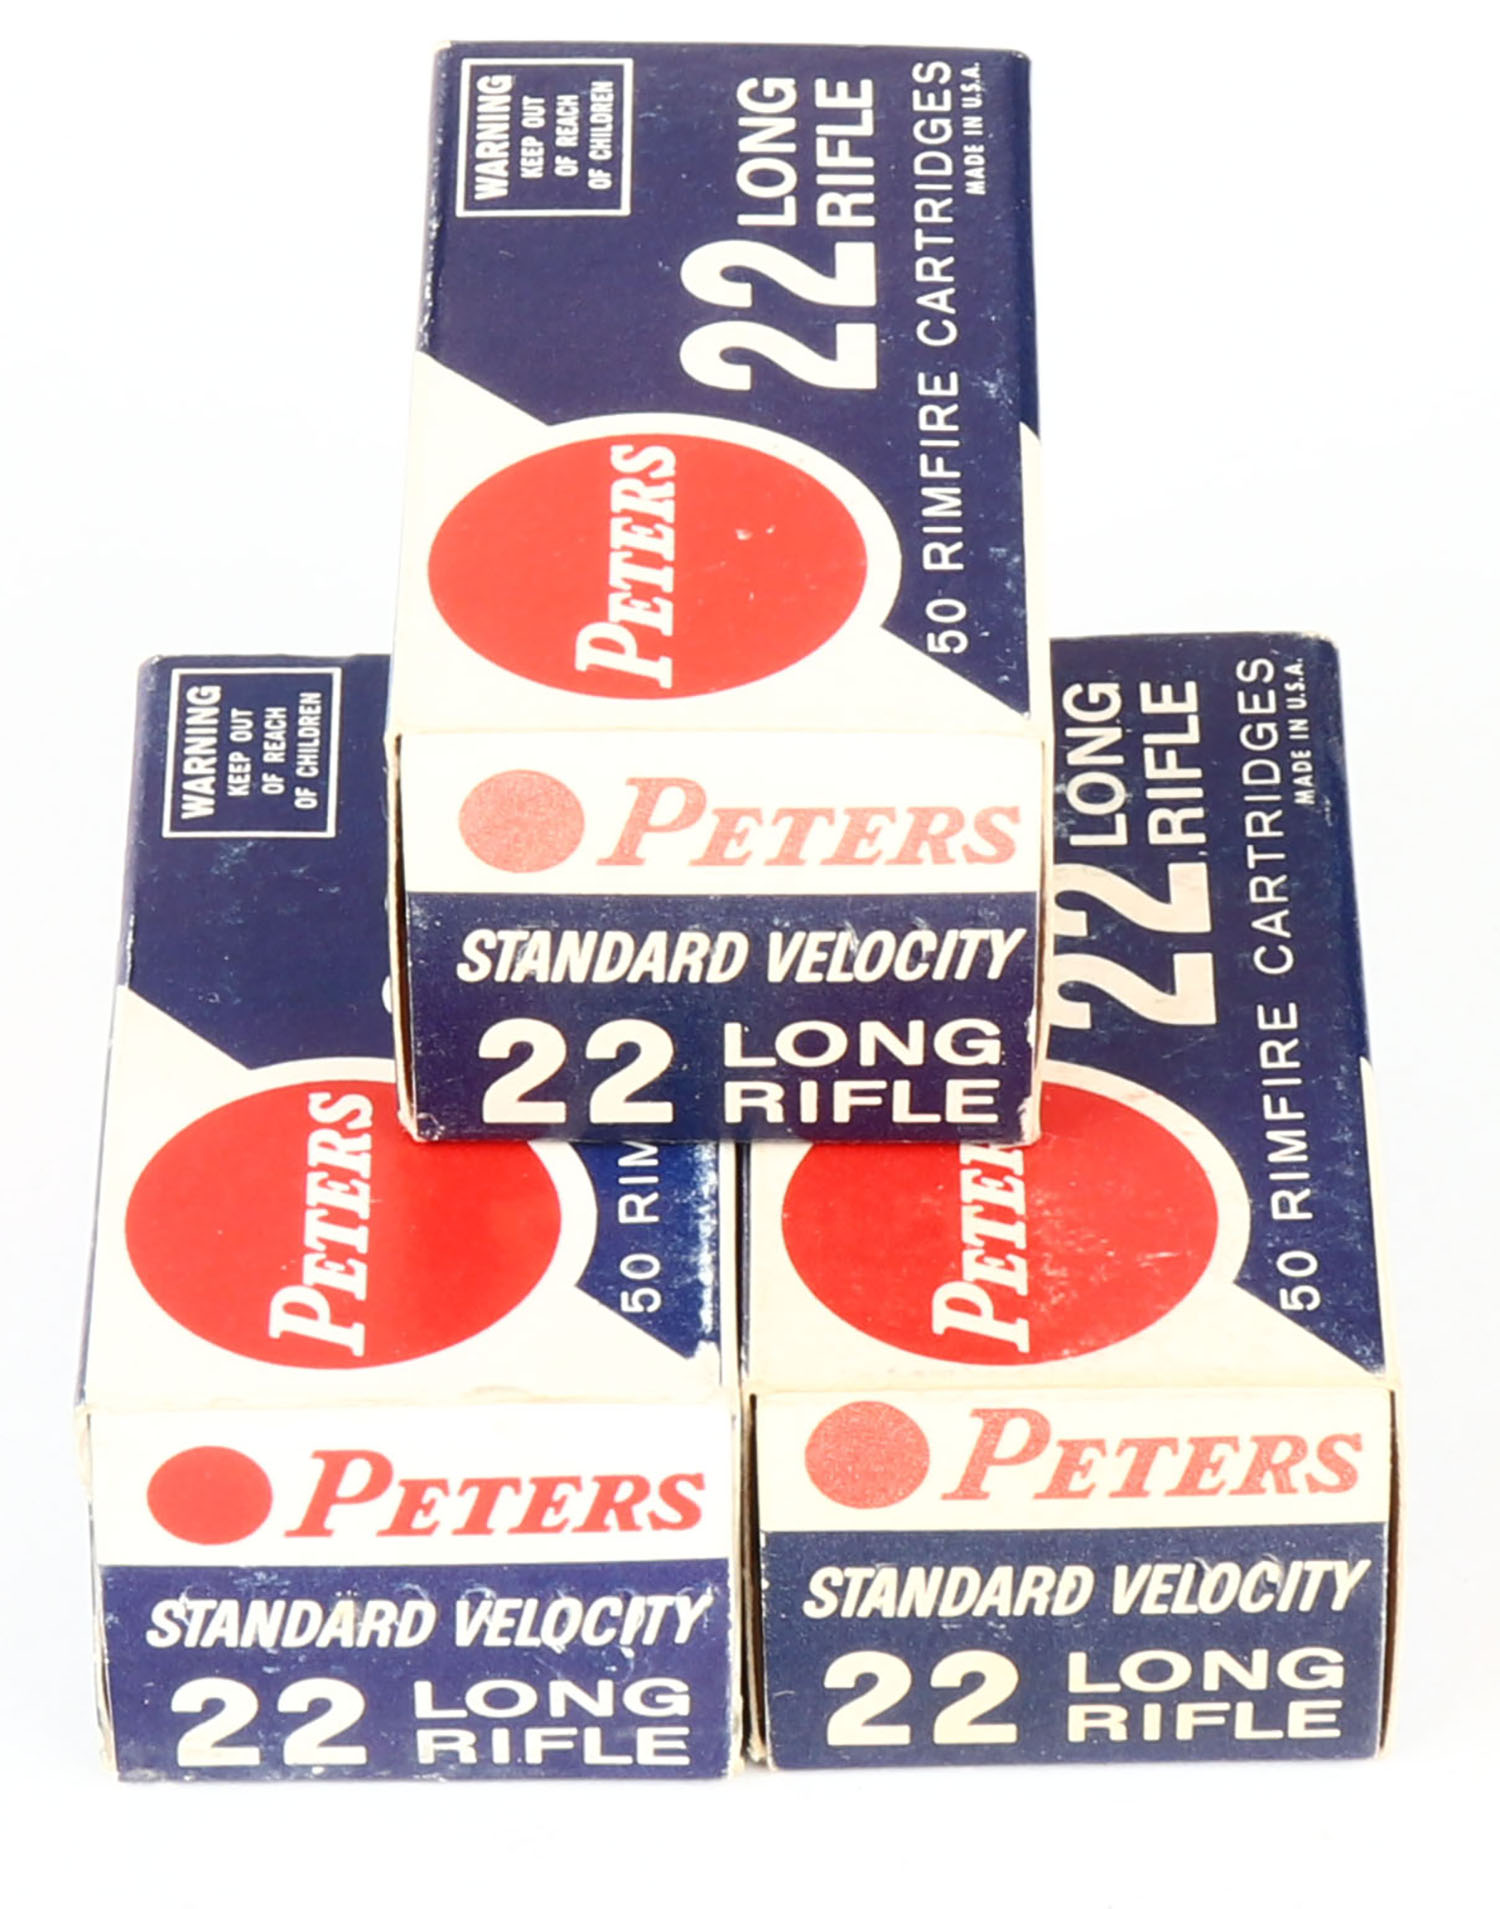 WARNING
KEEP OUT
OF REACH
OF CHILDREN
22 LONG
RIFLE
50 RIMFIRE CARTRIDGES
MADE IN U.S.A.
PETERS
PETERS
STANDARD VELOCITY
22 LONG
RIFLE
WARNING
KEEP OUT
OF REACH
OF CHILDREN
PETERS
50 RIM
PETERS
STANDARD VELOCITY
22 LONG
RIFLE
22 LONG
RIFLE
50 RIMFIRE CARTRIDGES
MADE IN U.S.A.
PETER
PETERS
STANDARD VELOCITY
22 LONG
RIFLE